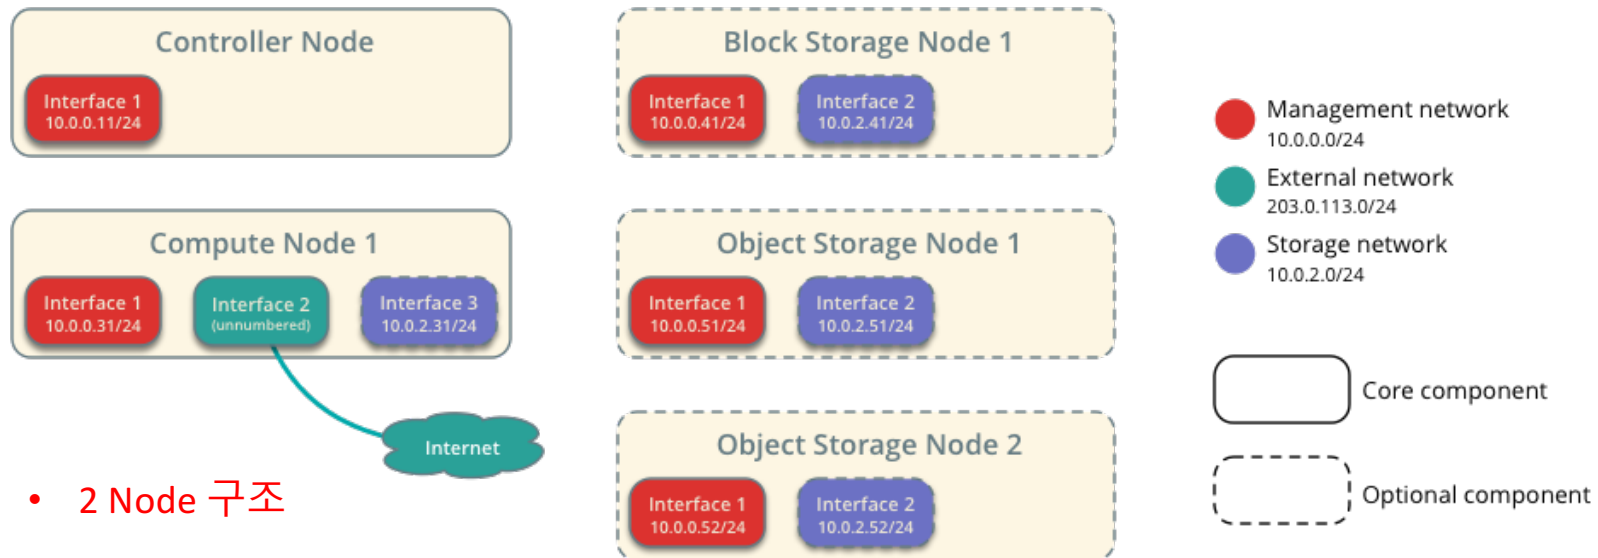 Controller Node
Interface 1
10.0.0.11/24
Compute Node 1
Interface 1
10.0.0.31/24
Interface 2
(unnumbered)
Interface 3
10.0.2.31/24
Internet
• 2 Node 구조
Block Storage Node 1
Interface 1
10.0.0.41/24
Interface 2
10.0.2.41/24
Object Storage Node 1
Interface 1
10.0.0.51/24
Interface 2
10.0.2.51/24
Object Storage Node 2
Interface 1
10.0.0.52/24
Interface 2
10.0.2.52/24
Management network
10.0.0.0/24
External network
203.0.113.0/24
Storage network
10.0.2.0/24
Core component
Optional component